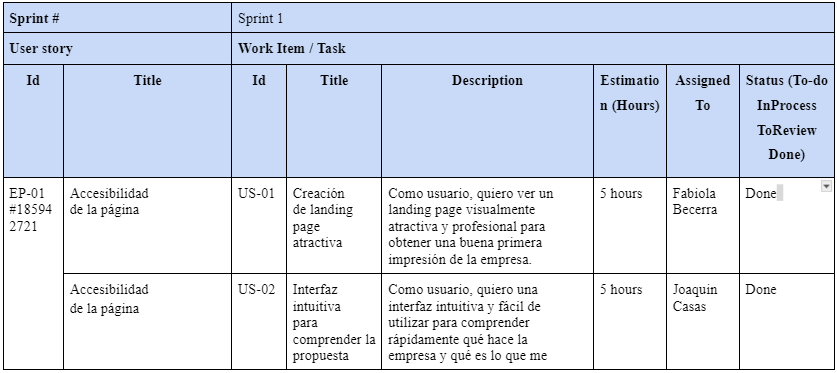 Sprint # Sprint 1
User story Work Item / Task
Id Title Id Title Description Estimatio
n (Hours) Assigned
To Status (To-do
InProcess
ToReview
Done)
EP-01
#18594
2721
Accesibilidad
de la página
US-01
Creación
de landing
page
atractiva
Como usuario, quiero ver un
landing page visualmente
atractiva y profesional para
obtener una buena primera
impresión de la empresa.
5 hours
Fabiola
Becerra
Done
Accesibilidad
de la página
US-02
Interfaz
intuitiva
para
comprender la
propuesta
Como usuario, quiero una
interfaz intuitiva y fácil de
utilizar para comprender
rápidamente qué hace la
empresa y qué es lo que me
5 hours
Joaquin
Casas
Done